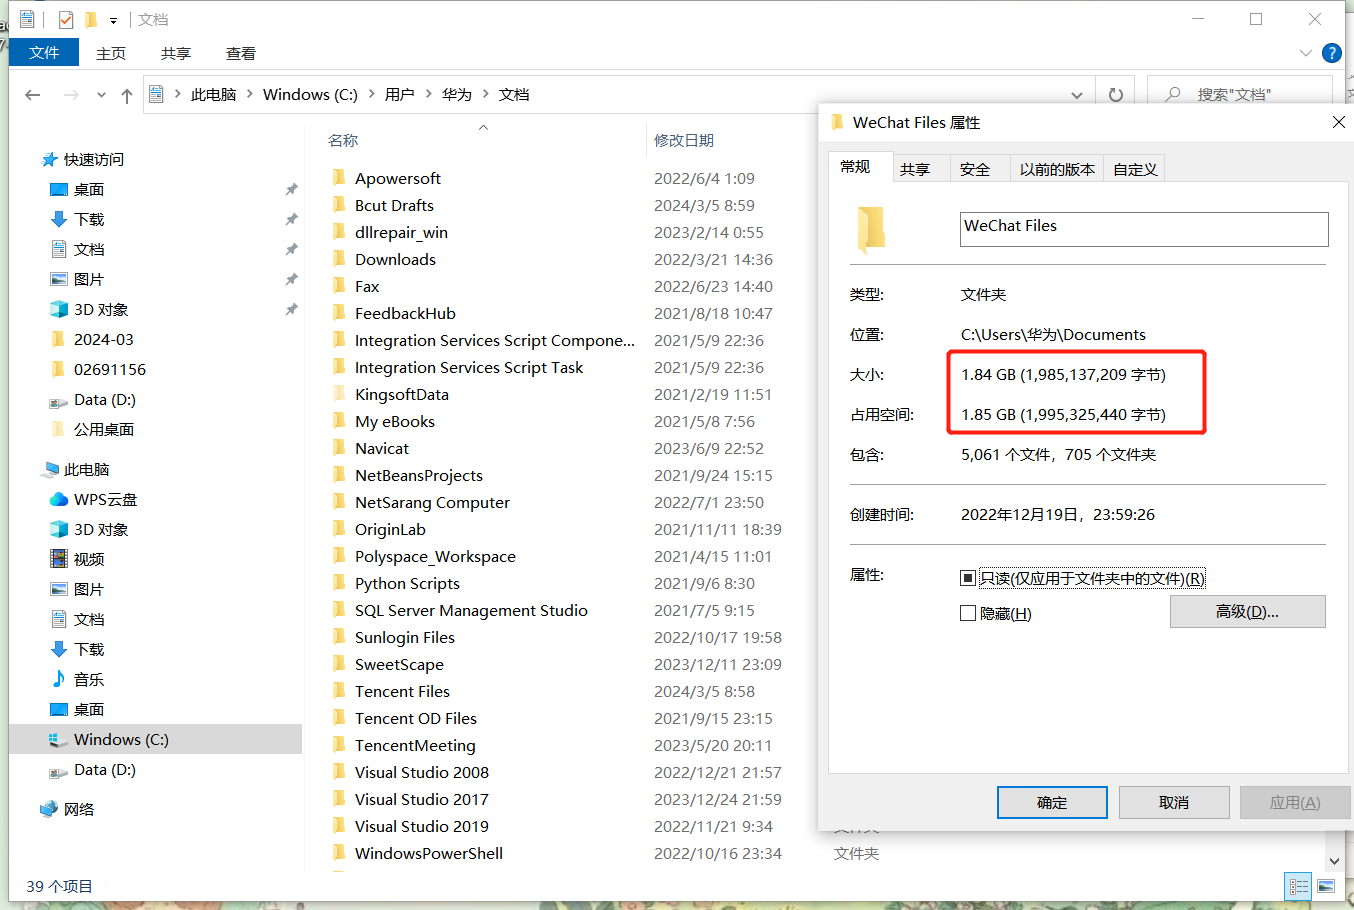 文档
文件 主页 共享 查看
此电脑 Windows (C:) 用户 华为 文档
搜索"文档"
快速访问
桌面
下载
文档
图片
3D 对象
2024-03
02691156
Data (D:)
公用桌面
此电脑
WPS云盘
3D 对象
视频
图片
文档
下载
音乐
桌面
Windows (C:)
Data (D:)
网络
名称 修改日期
Apowersoft 2022/6/4 1:09
Bcut Drafts 2024/3/5 8:59
dllrepair_win 2023/2/14 0:55
Downloads 2022/3/21 14:36
Fax 2022/6/23 14:40
FeedbackHub 2021/8/18 10:47
Integration Services Script Compone... 2021/5/9 22:36
Integration Services Script Task 2021/5/9 22:36
KingsoftData 2021/2/19 11:51
My eBooks 2021/5/8 7:56
Navicat 2023/6/9 22:52
NetBeansProjects 2021/9/24 15:15
NetSarang Computer 2022/7/1 23:50
OriginLab 2021/11/11 18:39
Polyspace_Workspace 2021/4/15 11:01
Python Scripts 2021/9/6 8:30
SQL Server Management Studio 2021/7/5 9:15
Sunlogin Files 2022/10/17 19:58
SweetScape 2023/12/11 23:09
Tencent Files 2024/3/5 8:58
Tencent OD Files 2021/9/15 23:15
TencentMeeting 2023/5/20 20:11
Visual Studio 2008 2022/12/21 21:57
Visual Studio 2017 2023/12/24 21:59
Visual Studio 2019 2022/11/21 9:34
WindowsPowerShell 2022/10/16 23:34 文件夹
39 个项目
WeChat Files 属性
常规 共享 安全 以前的版本 自定义
WeChat Files
类型: 文件夹
位置: C:\Users\华为\Documents
大小: 1.84 GB (1,985,137,209 字节)
占用空间: 1.85 GB (1,995,325,440 字节)
包含: 5,061 个文件，705 个文件夹
创建时间: 2022年12月19日，23:59:26
属性: 只读(仅应用于文件夹中的文件)(R)
隐藏(H)
高级(D)...
确定 取消 应用(A)